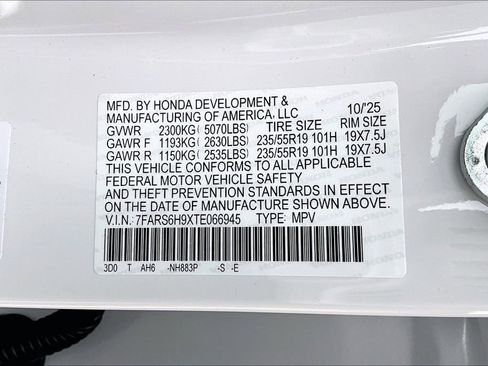 MFD. BY HONDA DEVELOPMENT &
MANUFACTURING OF AMERICA, LLC 10/'25
GVWR 2300KG( 5070LBS) TIRE SIZE RIM SIZE
GAWR F 1193KG( 2630LBS) 235/55R19 101H 19X7.5J
GAWR R 1150KG( 2535LBS) 235/55R19 101H 19X7.5J
THIS VEHICLE CONFORMS TO ALL APPLICABLE
FEDERAL MOTOR VEHICLE SAFETY
AND THEFT PREVENTION STANDARDS IN EFFECT
ON THE DATE OF MANUFACTURE SHOWN ABOVE.
V.I.N.: 7FARS6H9XTE066945 TYPE: MPV
3D0 T AH6 -NH883P -S -E